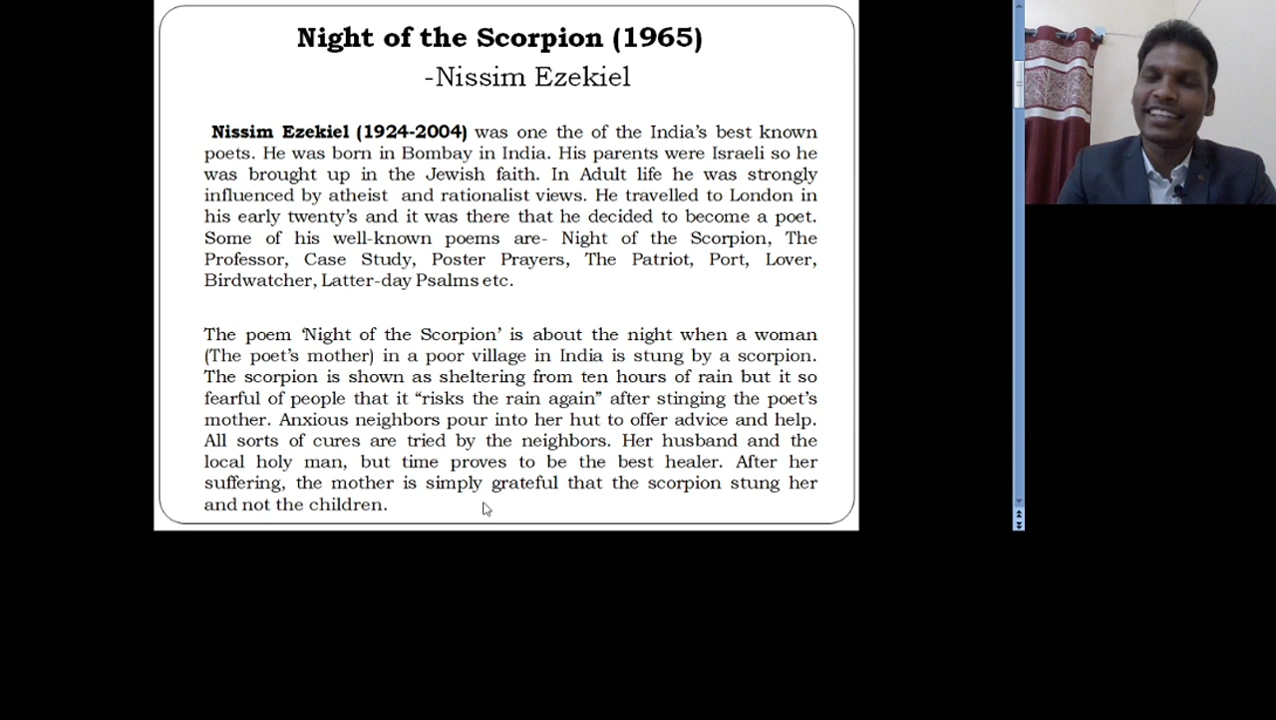 Night of the Scorpion (1965)
-Nissim Ezekiel
Nissim Ezekiel (1924-2004) was one the of the India's best known
poets. He was born in Bombay in India. His parents were Israeli so he
was brought up in the Jewish faith. In Adult life he was strongly
influenced by atheist and rationalist views. He travelled to London in
his early twenty's and it was there that he decided to become a poet.
Some of his well-known poems are- Night of the Scorpion, The
Professor, Case Study, Poster Prayers, The Patriot, Port, Lover,
Birdwatcher, Latter-day Psalms etc.
The poem ‘Night of the Scorpion’ is about the night when a woman
(The poet's mother) in a poor village in India is stung by a scorpion.
The scorpion is shown as sheltering from ten hours of rain but it so
fearful of people that it “risks the rain again” after stinging the poet's
mother. Anxious neighbors pour into her hut to offer advice and help.
All sorts of cures are tried by the neighbors. Her husband and the
local holy man, but time proves to be the best healer. After her
suffering, the mother is simply grateful that the scorpion stung her
and not the children.